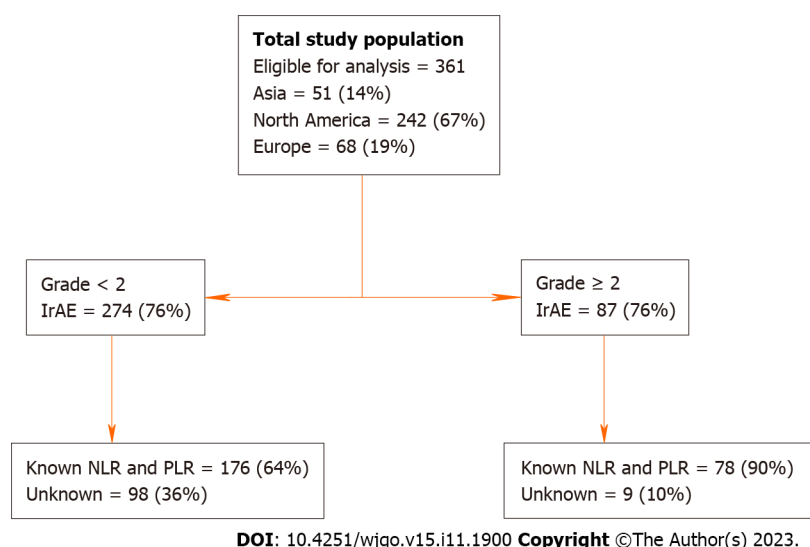 Total study population
Eligible for analysis = 361
Asia = 51 (14%)
North America = 242 (67%)
Europe = 68 (19%)
Grade < 2
IrAE = 274 (76%)
Grade ≥ 2
IrAE = 87 (76%)
Known NLR and PLR = 176 (64%)
Unknown = 98 (36%)
Known NLR and PLR = 78 (90%)
Unknown = 9 (10%)
DOI: 10.4251/wjgo.v15.i11.1900 Copyright ©The Author(s) 2023.